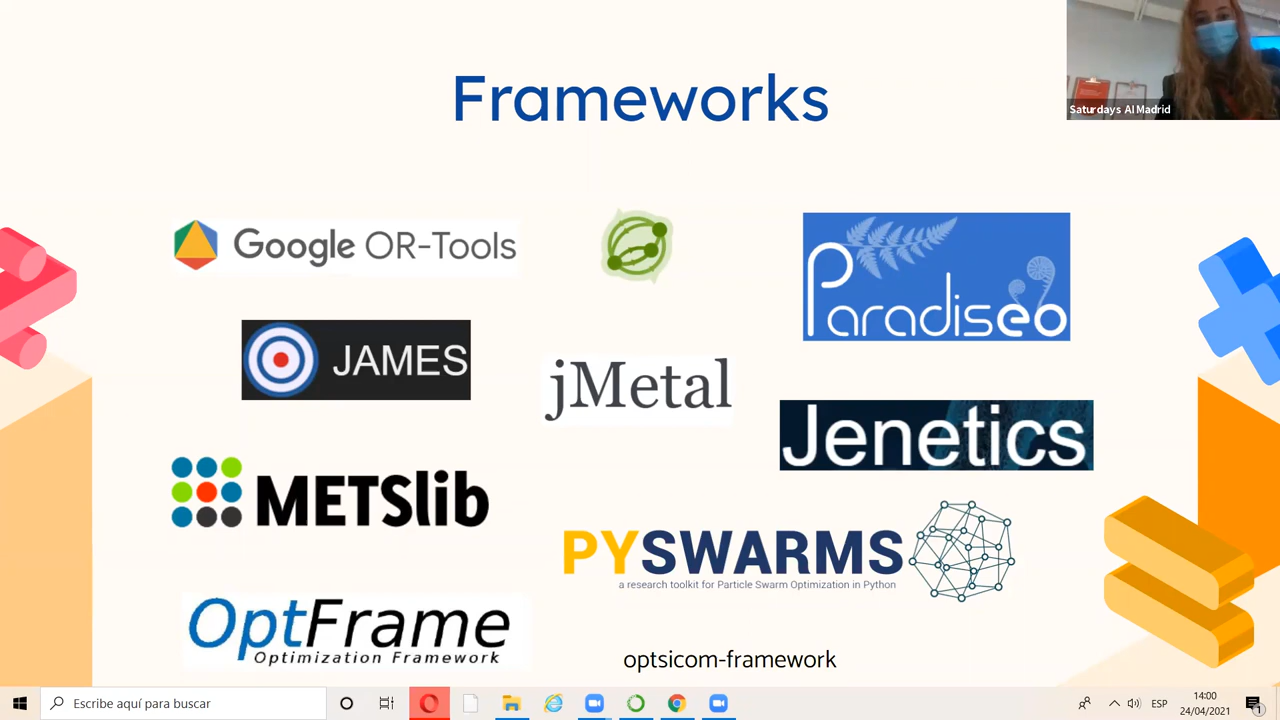 Frameworks
Saturdays AI Madrid
Google OR-Tools
Paradiseo
JAMES
jMetal
Jenetics
METSlib
PYSWARMS
a research toolkit for Particle Swarm Optimization in Python
OptFrame
Optimization Framework
optsicom-framework
Escribe aquí para buscar
ESP
14:00
24/04/2021
1